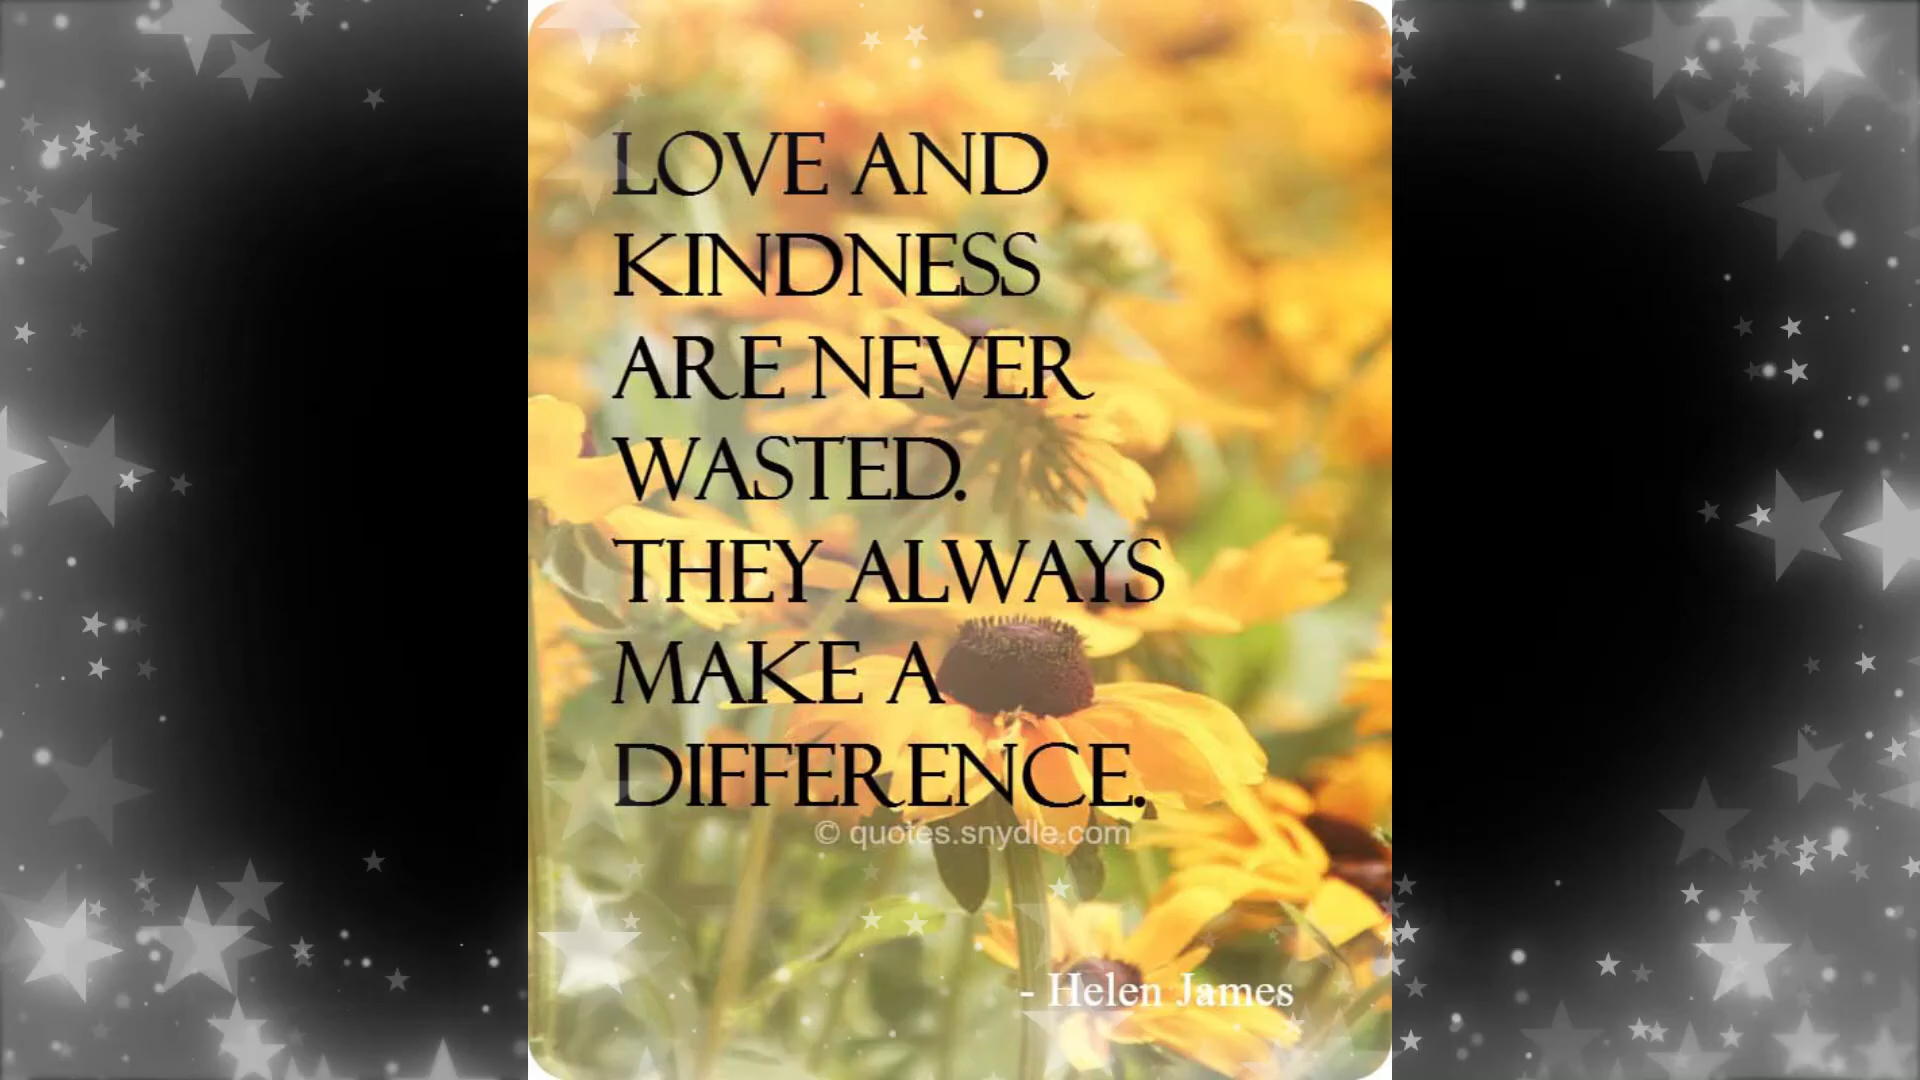 LOVE AND
KINDNESS
ARE NEVER
WASTED.
THEY ALWAYS
MAKE A
DIFFERENCE.
© quotes.snydle.com
- Helen James